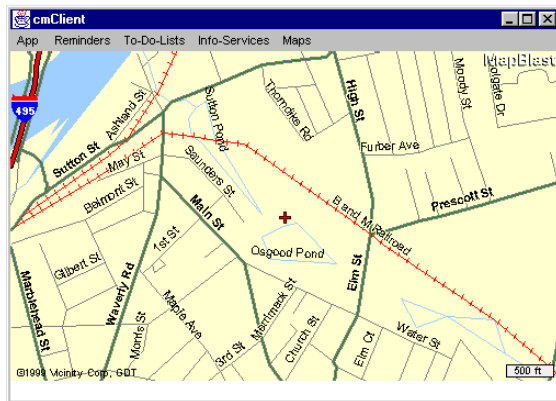 cmClient
App Reminders To-Do-Lists Info-Services Maps
MapBlast
495
Ashland St
Sutton Pond
Thorndike Rd
High St
Moody St
Colgate Dr
Sutton St
May St
Furber Ave
Saunders St
Belmont St
Main St
Prescott St
B and M Railroad
1st St
Osgood Pond
Gilbert St
Marblehead St
Waverly Rd
Maple Ave
Elm St
Merrimack St
Morris St
3rd St
Church St
Elm Ct
Water St
©1999 Vicinity Corp, GDT
500 ft